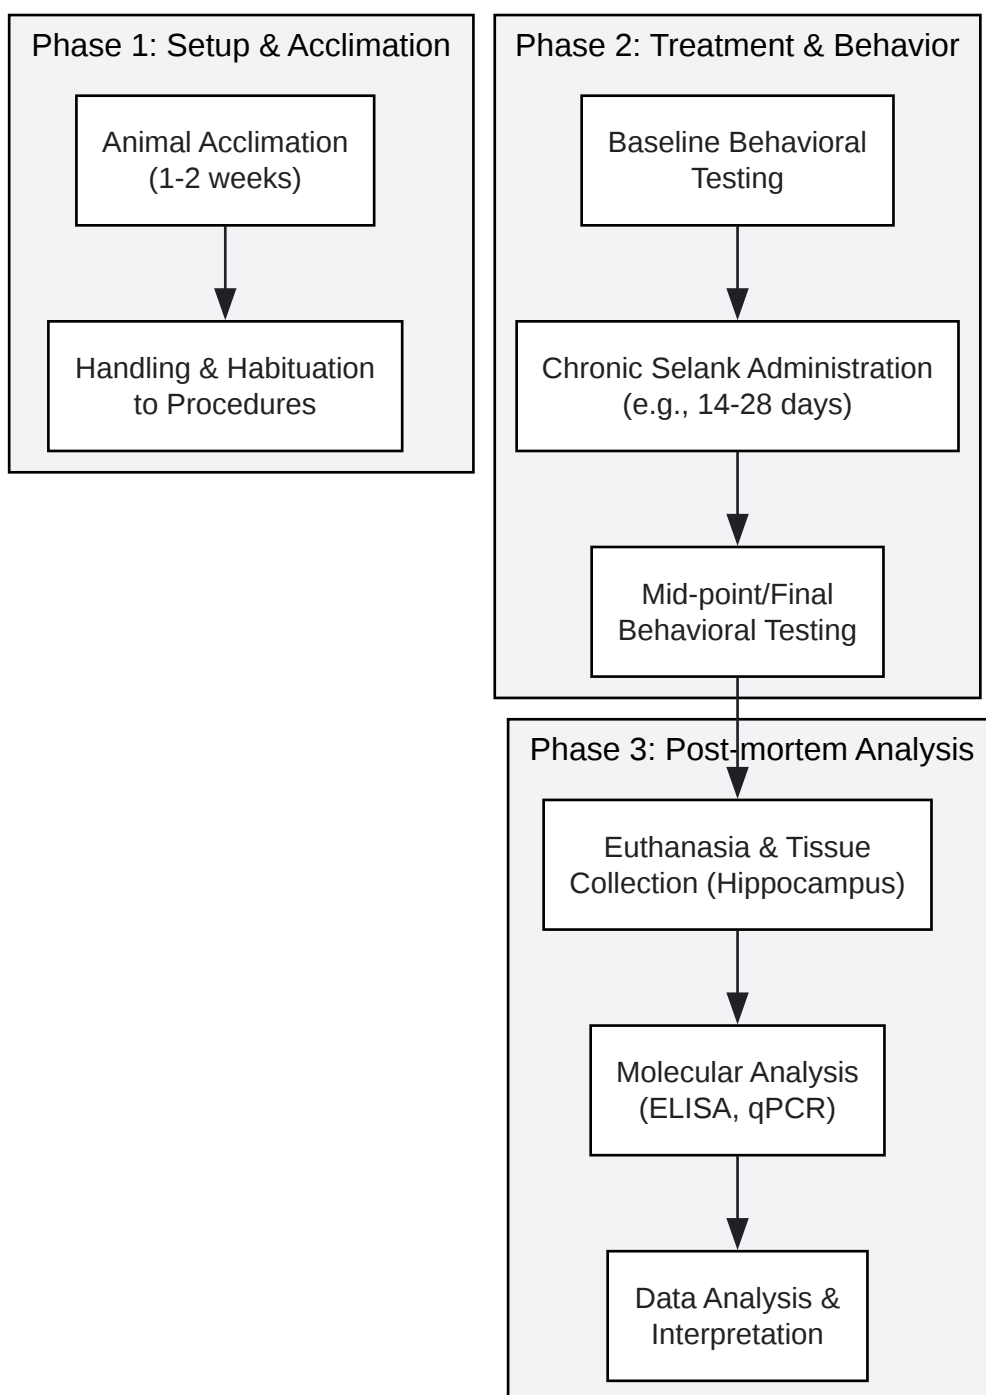 Phase 1: Setup & Acclimation
Animal Acclimation
(1-2 weeks)
Handling & Habituation
to Procedures
Phase 2: Treatment & Behavior
Baseline Behavioral
Testing
Chronic Selank Administration
(e.g., 14-28 days)
Mid-point/Final
Behavioral Testing
Phase 3: Post-mortem Analysis
Euthanasia & Tissue
Collection (Hippocampus)
Molecular Analysis
(ELISA, qPCR)
Data Analysis &
Interpretation